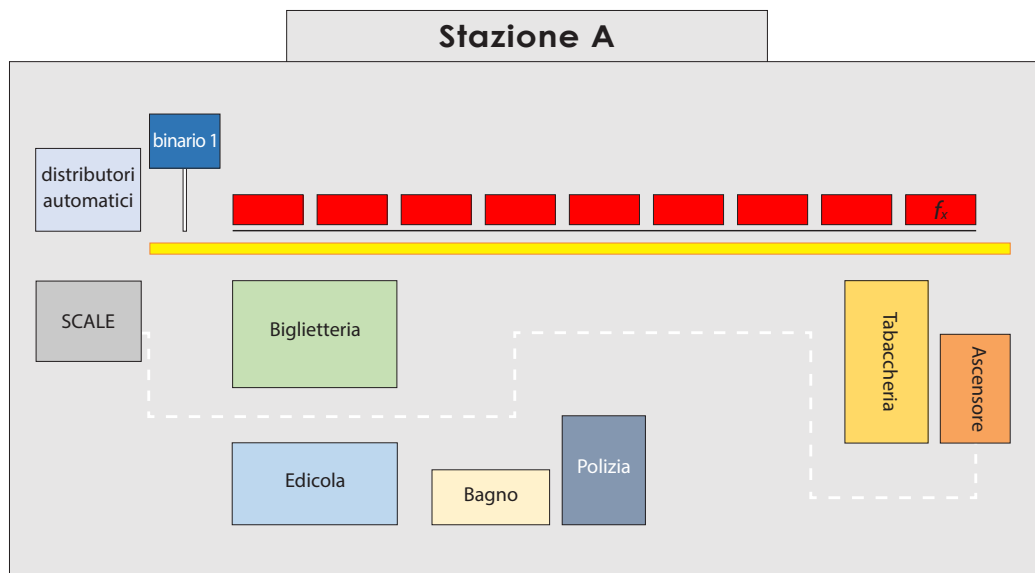 Stazione A
binario 1
distributori
automatici
fx
SCALE
Biglietteria
Tabaccheria
Ascensore
Edicola
Bagno
Polizia